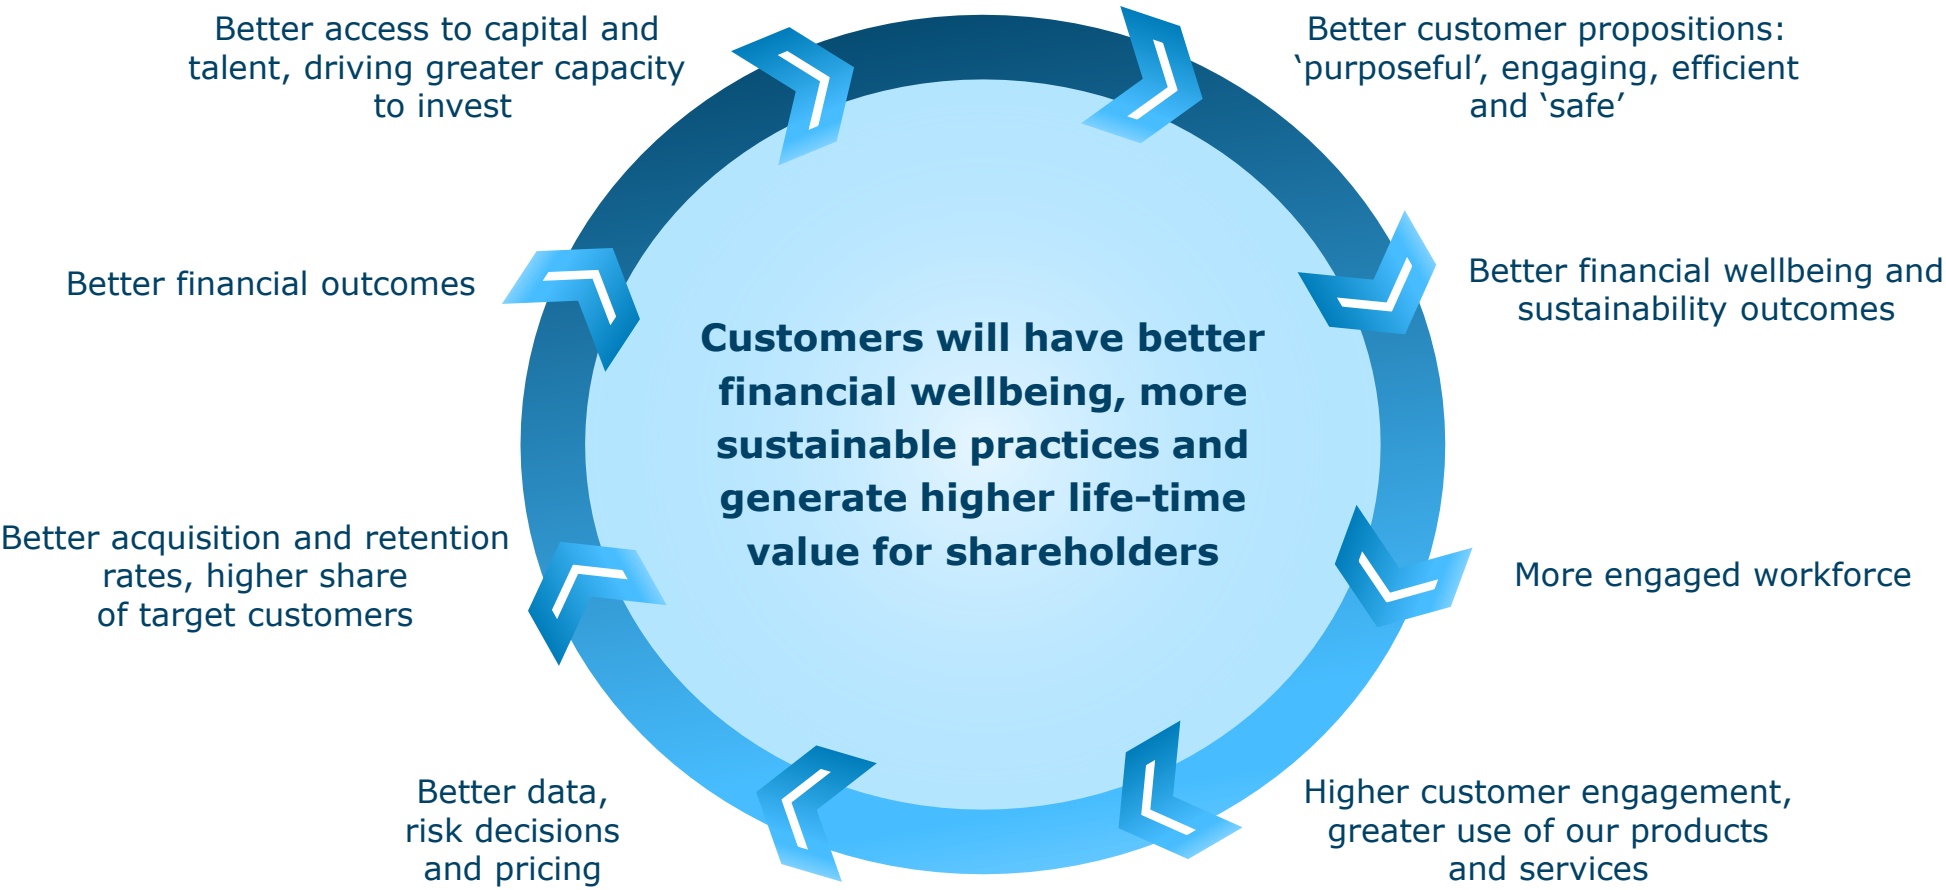 Better access to capital and
talent, driving greater capacity
to invest
Better customer propositions:
‘purposeful’, engaging, efficient
and ‘safe’
Better financial outcomes
Better financial wellbeing and
sustainability outcomes
Customers will have better
financial wellbeing, more
sustainable practices and
generate higher life-time
value for shareholders
Better acquisition and retention
rates, higher share
of target customers
More engaged workforce
Better data,
risk decisions
and pricing
Higher customer engagement,
greater use of our products
and services